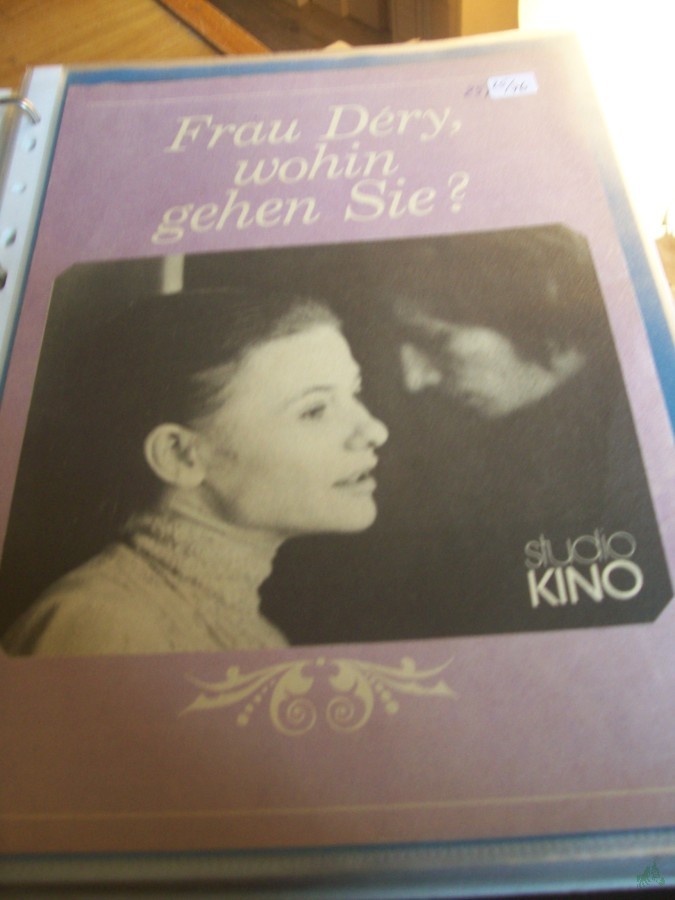 Frau Déry,
wohin
gehen Sie?
studio
KINO